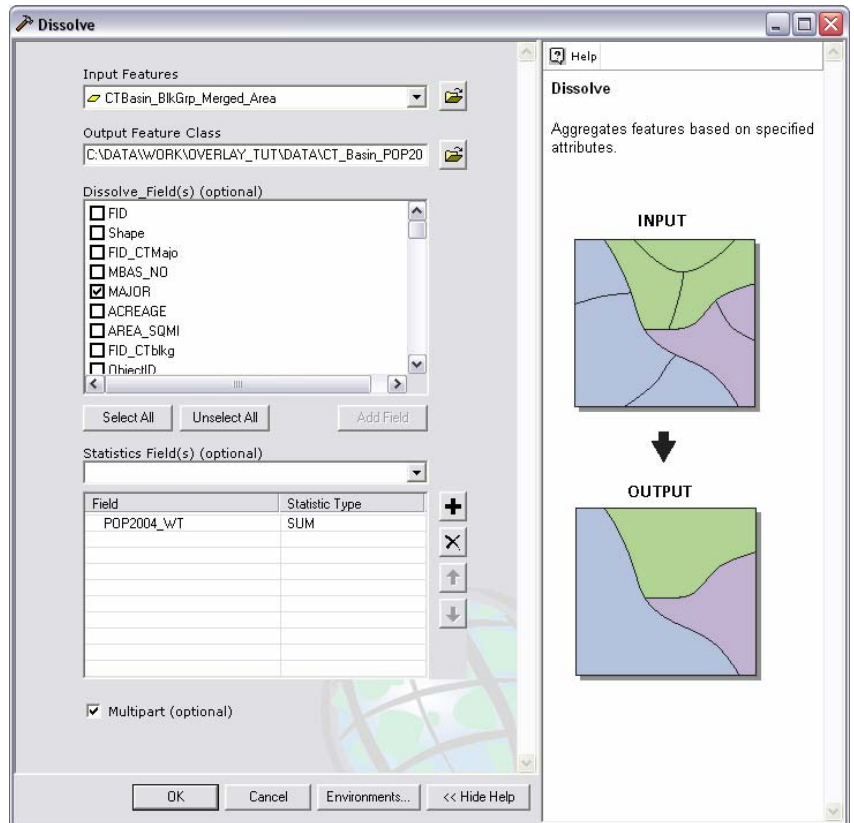 Dissolve
Input Features
CTBasin_BlkGrp_Merged_Area
Output Feature Class
C:\DATA\WORK\OVERLAY_TUT\DATA\CT_Basin_POP20
Dissolve_Field(s) (optional)
FID
Shape
FID_CTMajo
MBAS_NO
MAJOR
ACREAGE
AREA_SQMI
FID_CTblkg
ObjectID
Select All Unselect All Add Field
Statistics Field(s) (optional)
Field Statistic Type
POP2004_WT SUM
Multipart (optional)
OK Cancel Environments... << Hide Help
Help
Dissolve
Aggregates features based on specified
attributes.
INPUT
OUTPUT